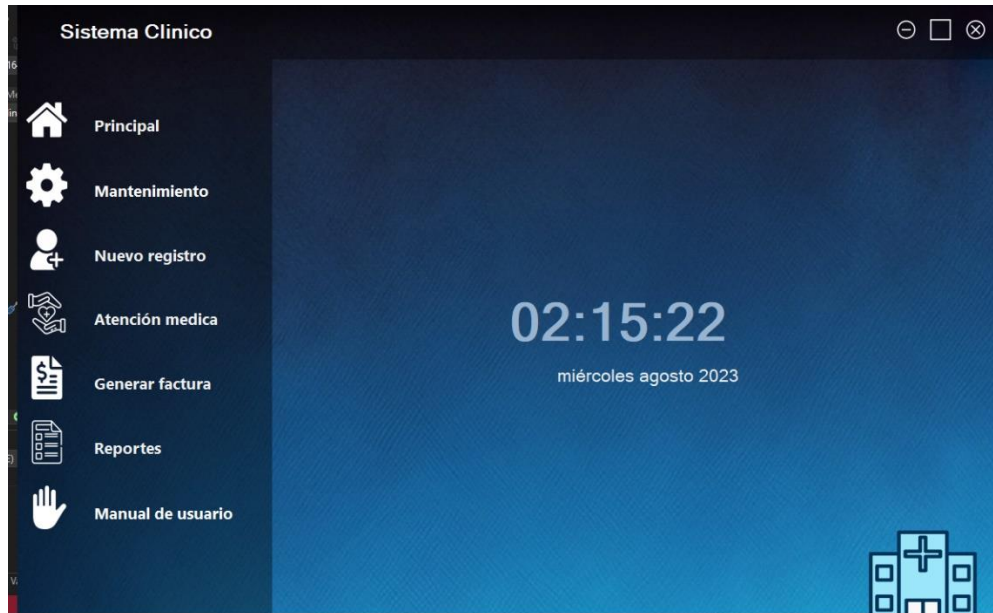 Sistema Clinico
Principal
Mantenimiento
Nuevo registro
Atención medica
Generar factura
Reportes
Manual de usuario
02:15:22
miércoles agosto 2023